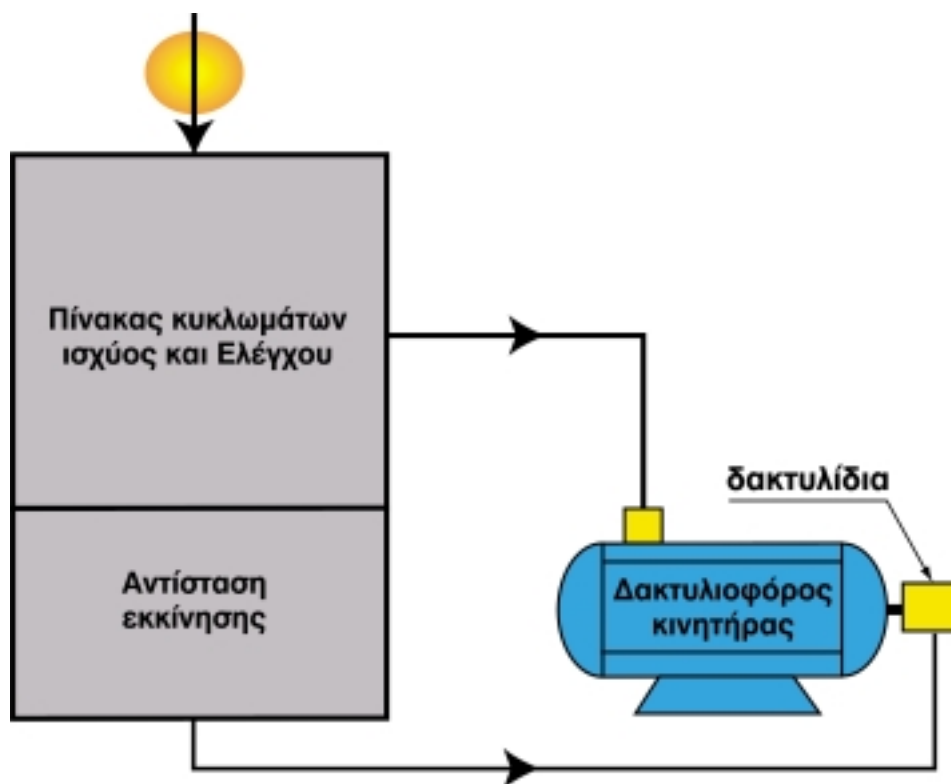 Πίνακας κυκλωμάτων
ισχύος και Ελέγχου
Αντίσταση
εκκίνησης
δακτυλίδια
Δακτυλιοφόρος
κινητήρας